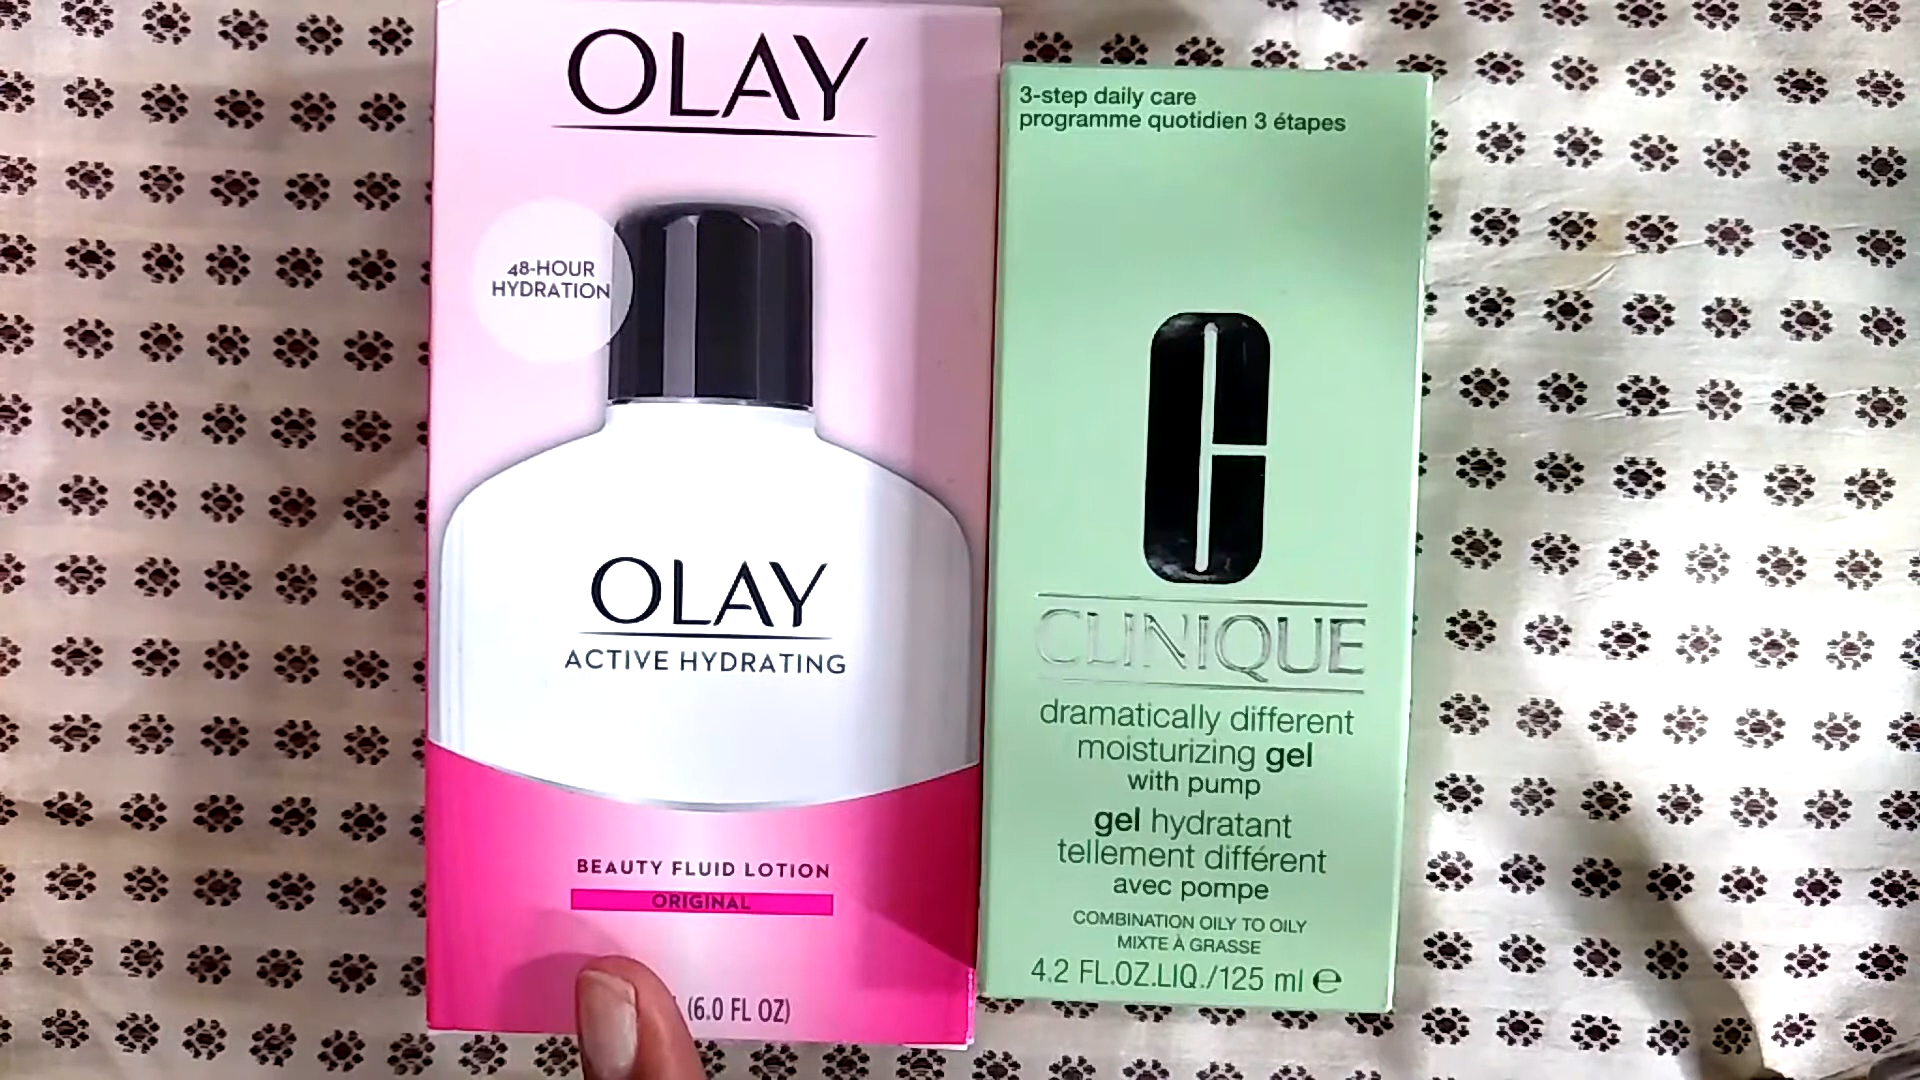 OLAY
48-HOUR
HYDRATION
OLAY
ACTIVE HYDRATING
BEAUTY FLUID LOTION
ORIGINAL
(6.0 FL OZ)
3-step daily care
programme quotidien 3 étapes
C
CLINIQUE
dramatically different
moisturizing gel
with pump
gel hydratant
tellement différent
avec pompe
COMBINATION OILY TO OILY
MIXTE À GRASSE
4.2 FL.OZ.LIQ./125 ml ℮